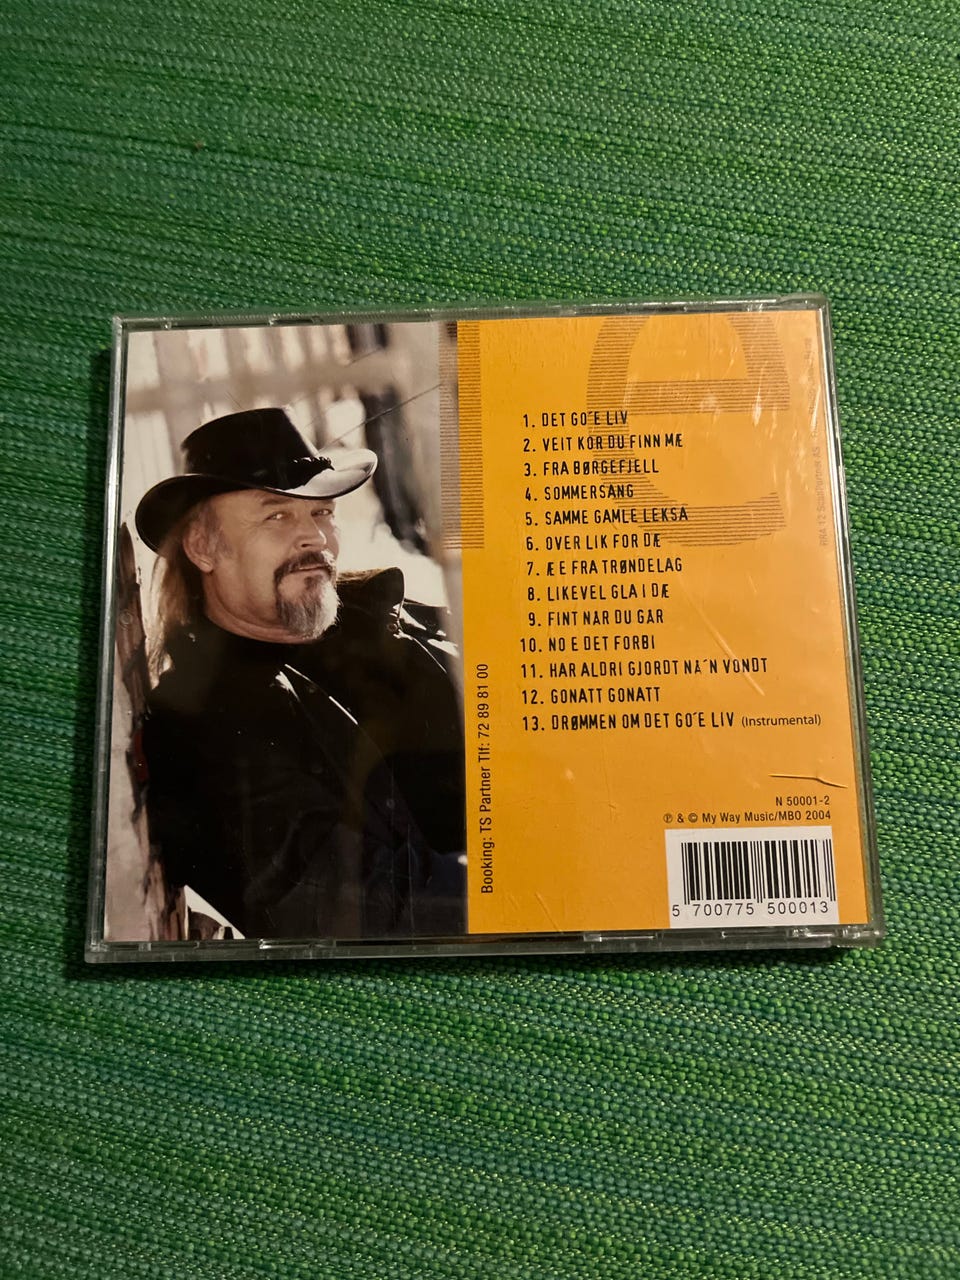 1. DET GO´E LIV
2. VEIT KOR DU FINN MÆ
3. FRA BØRGEFJELL
4. SOMMERSANG
5. SAMME GAMLE LEKSA
6. OVER LIK FOR DÆ
7. Æ E FRA TRØNDELAG
8. LIKEVEL GLA I DÆ
9. FINT NAR DU GAR
10. NO E DET FORBI
11. HAR ALDRI GJORDT NA´N VONDT
12. GONATT GONATT
13. DRØMMEN OM DET GO´E LIV (Instrumental)
Booking: TS Partner Tlf: 72 89 81 00
N 50001-2
℗ & © My Way Music/MBO 2004
5 700775 500013
e